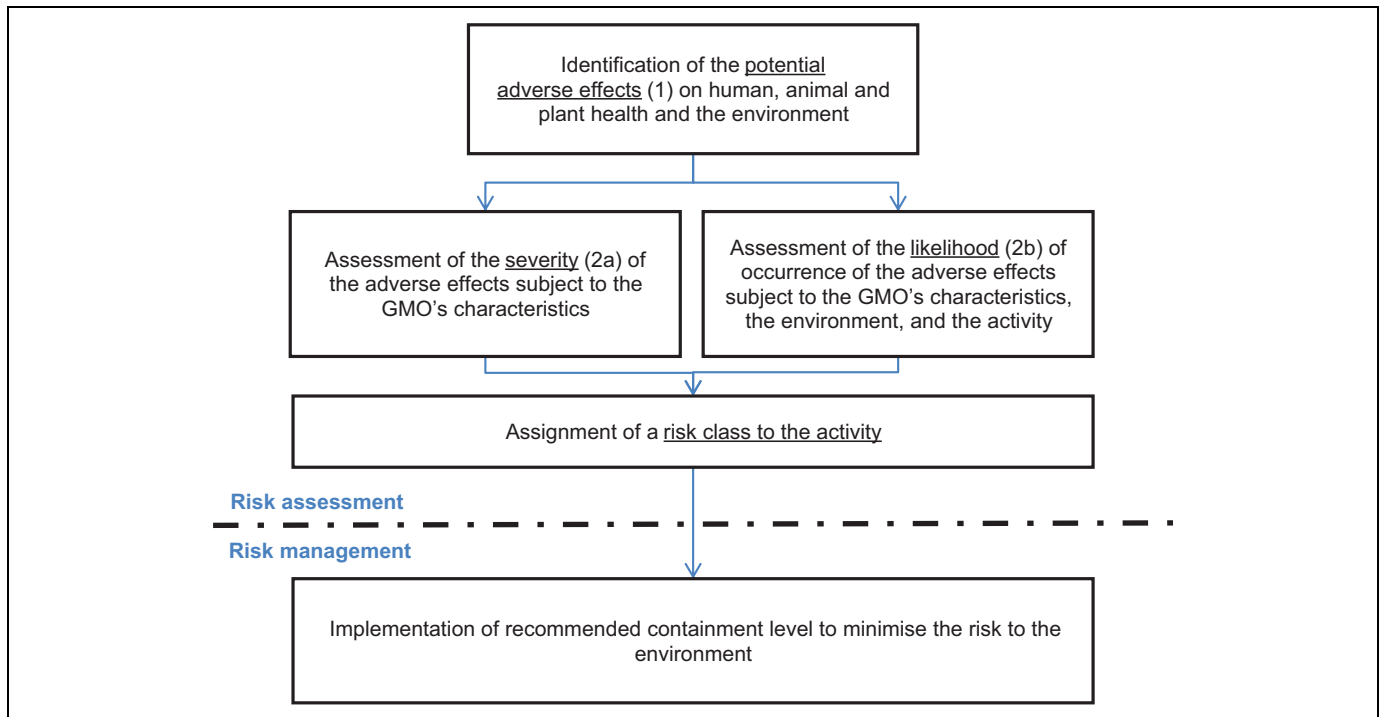 Identification of the potential
adverse effects (1) on human, animal and
plant health and the environment
Assessment of the severity (2a) of
the adverse effects subject to the
GMO's characteristics
Assessment of the likelihood (2b) of
occurrence of the adverse effects
subject to the GMO's characteristics,
the environment, and the activity
Assignment of a risk class to the activity
Risk assessment
Risk management
Implementation of recommended containment level to minimise the risk to the
environment